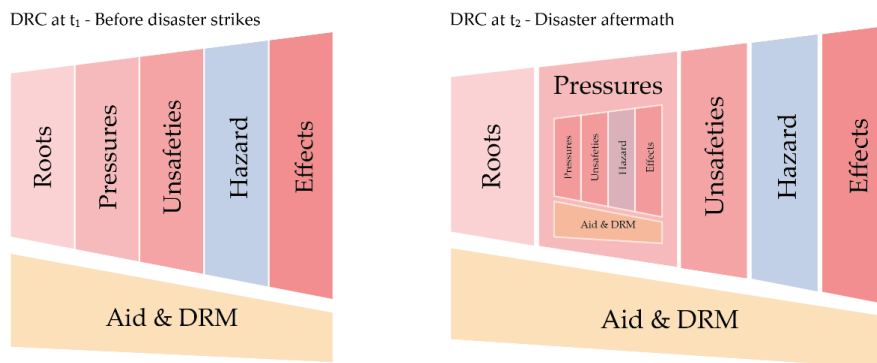 DRC at t₁ - Before disaster strikes
Roots
Pressures
Unsafeties
Hazard
Effects
Aid & DRM
DRC at t₂ - Disaster aftermath
Roots
Pressures
Pressures
Unsafeties
Hazard
Effects
Aid & DRM
Unsafeties
Hazard
Effects
Aid & DRM